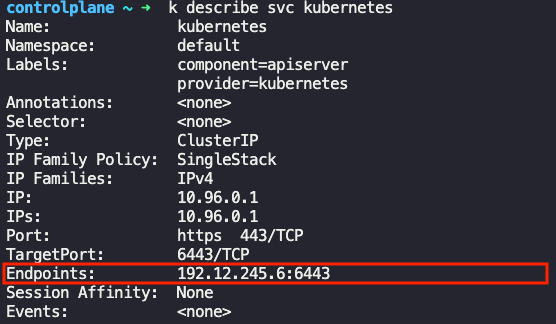 controlplane ~ ➜  k describe svc kubernetes
Name:              kubernetes
Namespace:         default
Labels:            component=apiserver
                   provider=kubernetes
Annotations:       <none>
Selector:          <none>
Type:              ClusterIP
IP Family Policy:  SingleStack
IP Families:       IPv4
IP:                10.96.0.1
IPs:               10.96.0.1
Port:              https  443/TCP
TargetPort:        6443/TCP
Endpoints:         192.12.245.6:6443
Session Affinity:  None
Events:            <none>